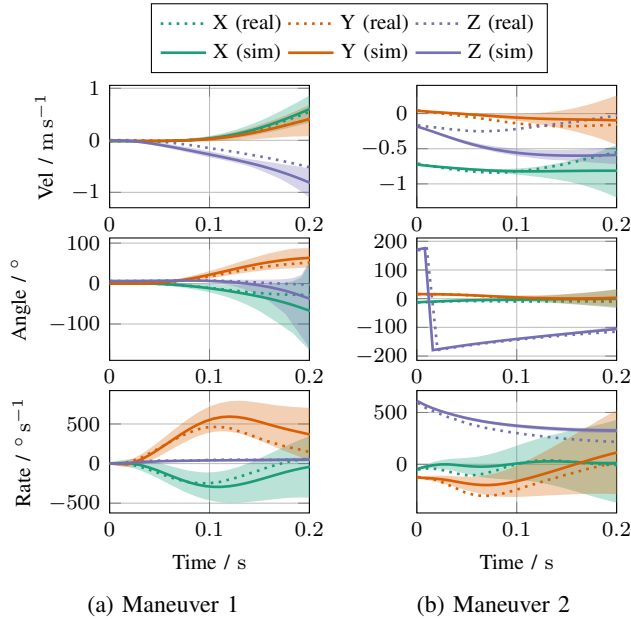 X (real) Y (real) Z (real)
X (sim) Y (sim) Z (sim)
Vel / m s⁻¹
1
0
−1
0 0.1 0.2
0
−0.5
−1
0 0.1 0.2
Angle / °
100
0
−100
0 0.1 0.2
200
100
0
−100
−200
0 0.1 0.2
Rate / ° s⁻¹
500
0
−500
0 0.1 0.2
Time / s
500
0
0 0.1 0.2
Time / s
(a) Maneuver 1
(b) Maneuver 2